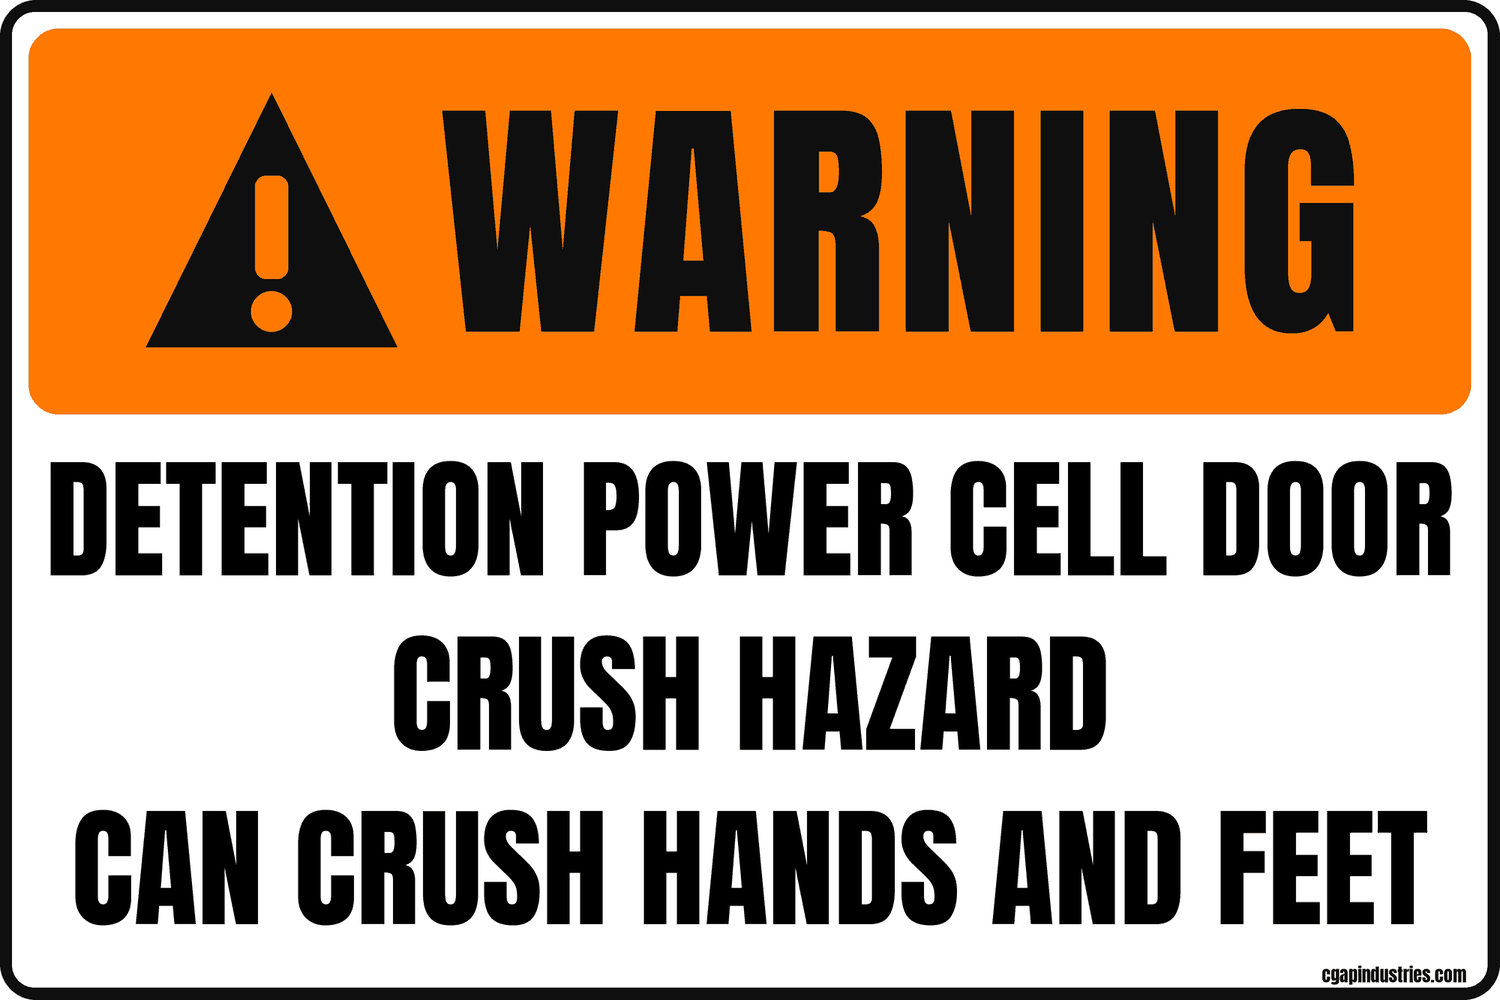 WARNING
DETENTION POWER CELL DOOR
CRUSH HAZARD
CAN CRUSH HANDS AND FEET
cgapindustries.com